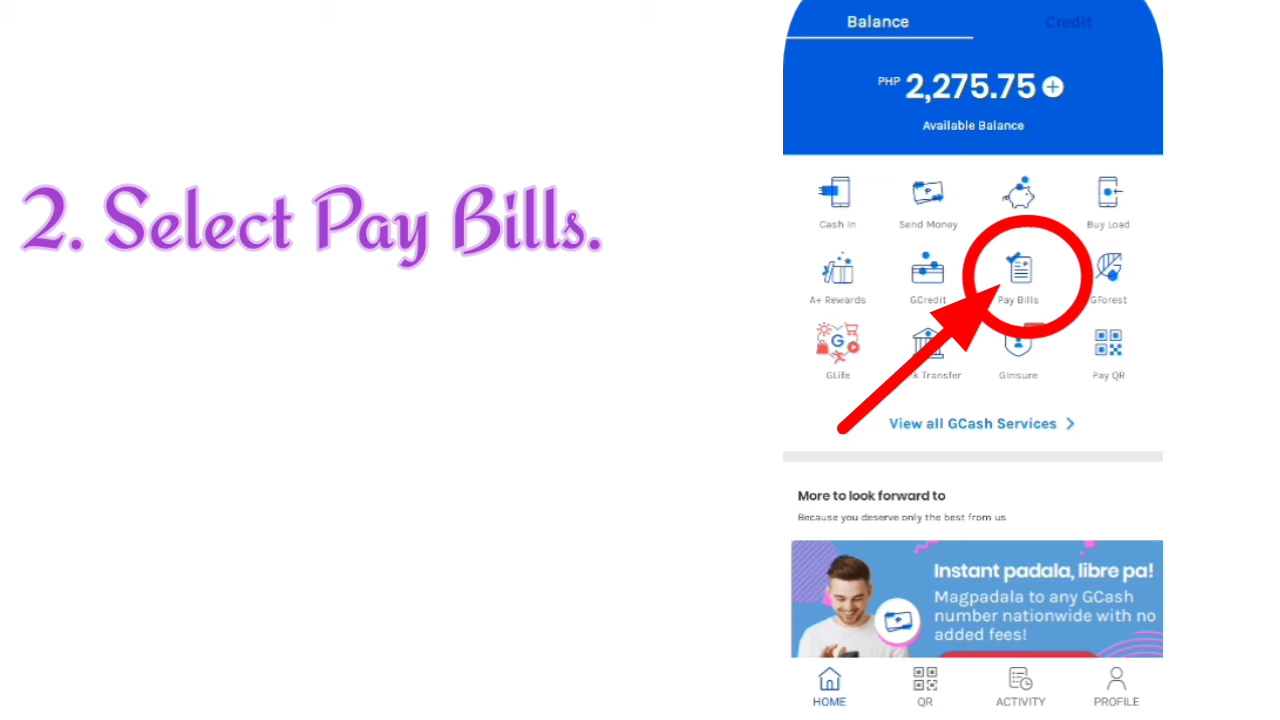 Balance Credit
PHP 2,275.75
Available Balance
2. Select Pay Bills.
Cash In Send Money Buy Load
A+ Rewards GCredit Pay Bills GForest
G
GLife k Transfer GInsure Pay QR
View all GCash Services
More to look forward to
Because you deserve only the best from us
Instant padala, libre pa!
Magpadala to any GCash
number nationwide with no
added fees!
HOME QR ACTIVITY PROFILE